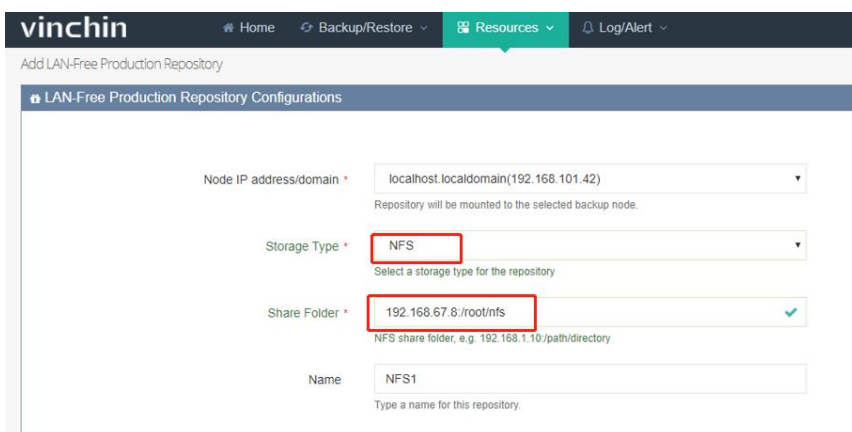 vinchin Home Backup/Restore Resources Log/Alert
Add LAN-Free Production Repository
LAN-Free Production Repository Configurations
Node IP address/domain * localhost.localdomain(192.168.101.42)
Repository will be mounted to the selected backup node.
Storage Type * NFS
Select a storage type for the repository
Share Folder * 192.168.67.8:/root/nfs
NFS share folder, e.g. 192.168.1.10:/path/directory
Name NFS1
Type a name for this repository.